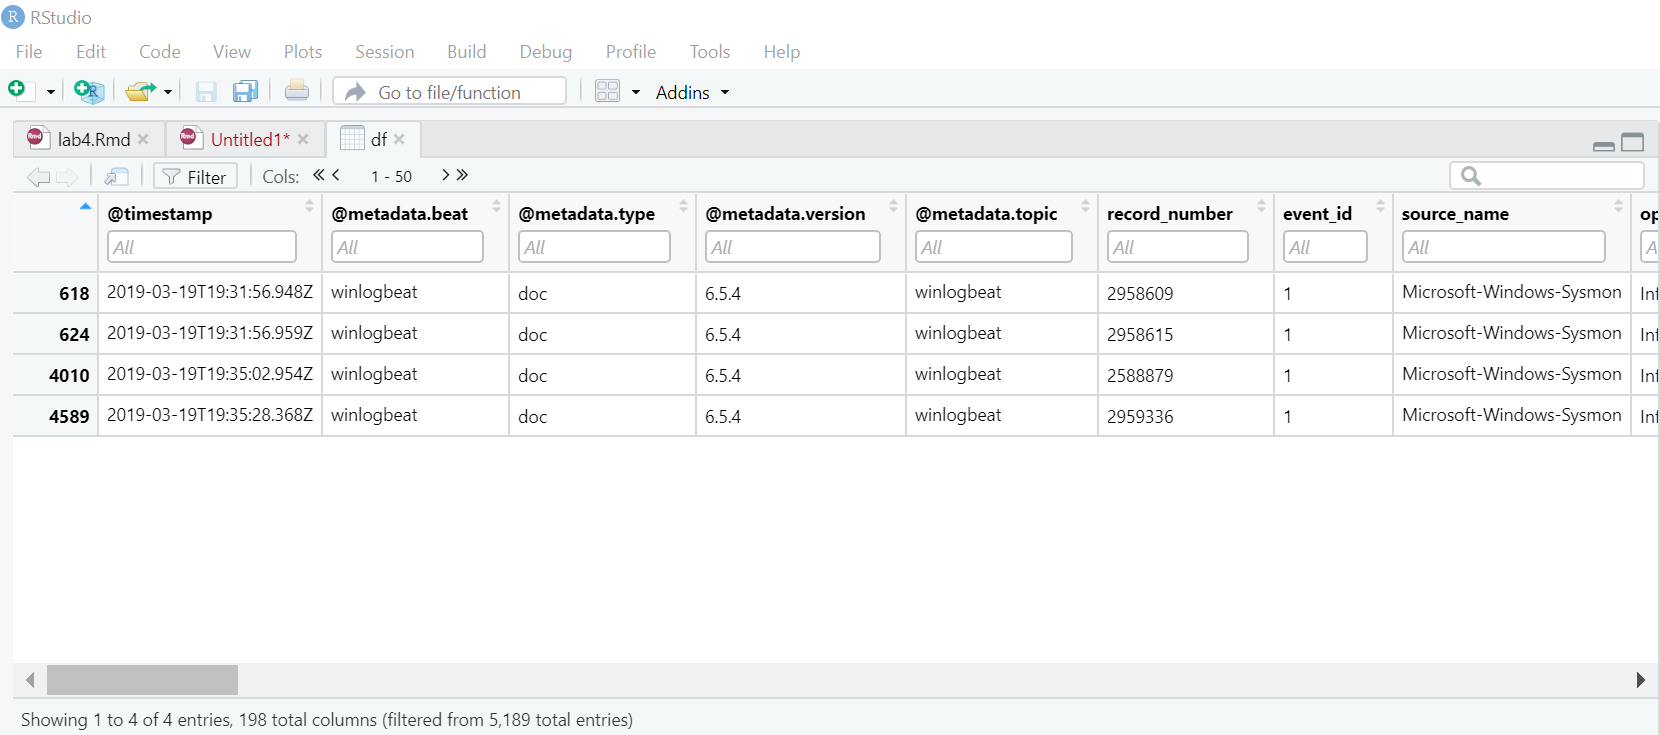 R RStudio
File Edit Code View Plots Session Build Debug Profile Tools Help
Go to file/function Addins
lab4.Rmd Untitled1* df
Filter Cols: 1 - 50
@timestamp @metadata.beat @metadata.type @metadata.version @metadata.topic record_number event_id source_name op
All All All All All All All All A
618 2019-03-19T19:31:56.948Z winlogbeat doc 6.5.4 winlogbeat 2958609 1 Microsoft-Windows-Sysmon Inf
624 2019-03-19T19:31:56.959Z winlogbeat doc 6.5.4 winlogbeat 2958615 1 Microsoft-Windows-Sysmon Inf
4010 2019-03-19T19:35:02.954Z winlogbeat doc 6.5.4 winlogbeat 2588879 1 Microsoft-Windows-Sysmon Inf
4589 2019-03-19T19:35:28.368Z winlogbeat doc 6.5.4 winlogbeat 2959336 1 Microsoft-Windows-Sysmon Inf
Showing 1 to 4 of 4 entries, 198 total columns (filtered from 5,189 total entries)